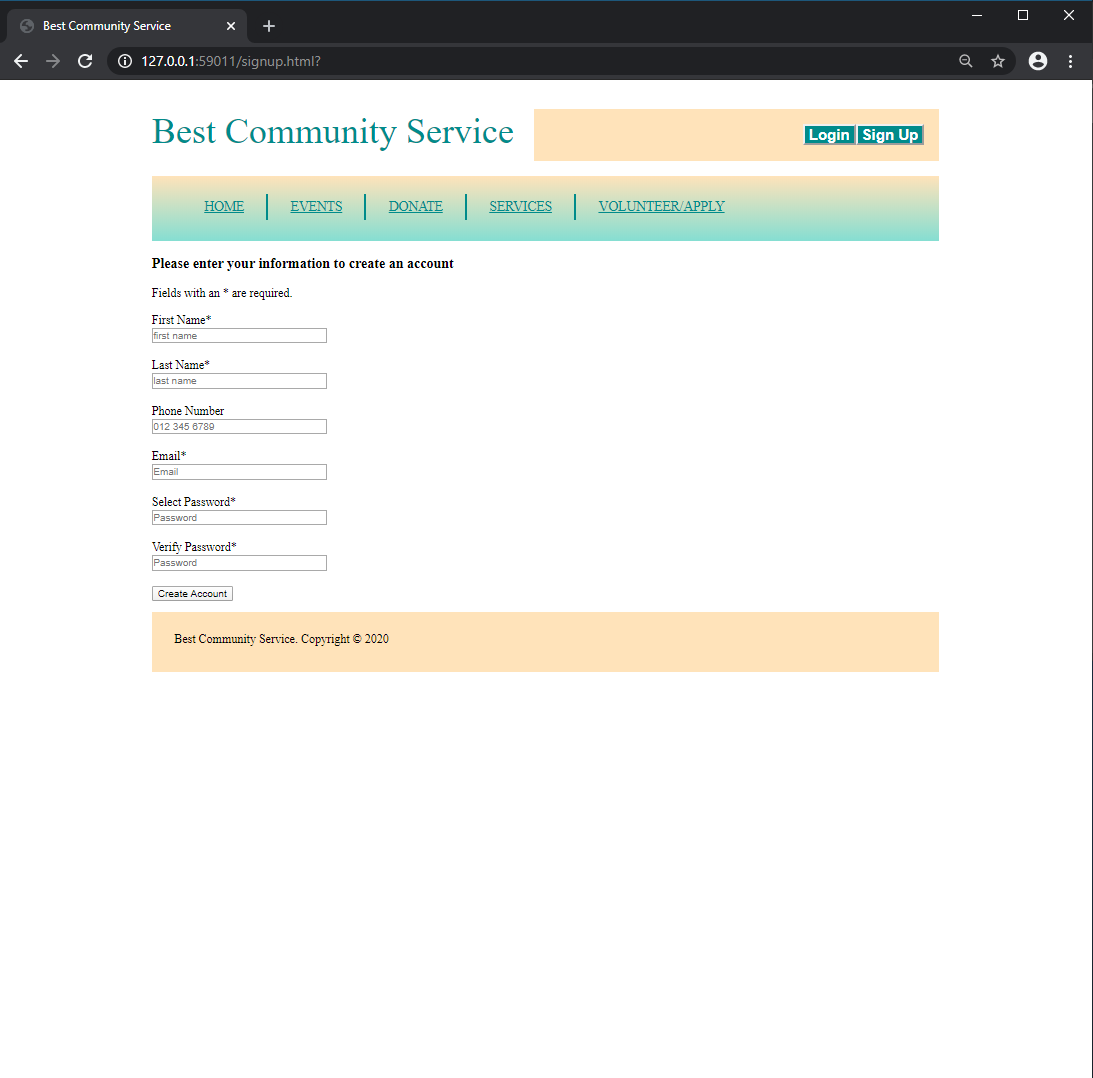 Best Community Service
127.0.0.1:59011/signup.html?
Best Community Service
Login Sign Up
HOME EVENTS DONATE SERVICES VOLUNTEER/APPLY
Please enter your information to create an account
Fields with an * are required.
First Name*
first name
Last Name*
last name
Phone Number
012 345 6789
Email*
Email
Select Password*
Password
Verify Password*
Password
Create Account
Best Community Service. Copyright © 2020